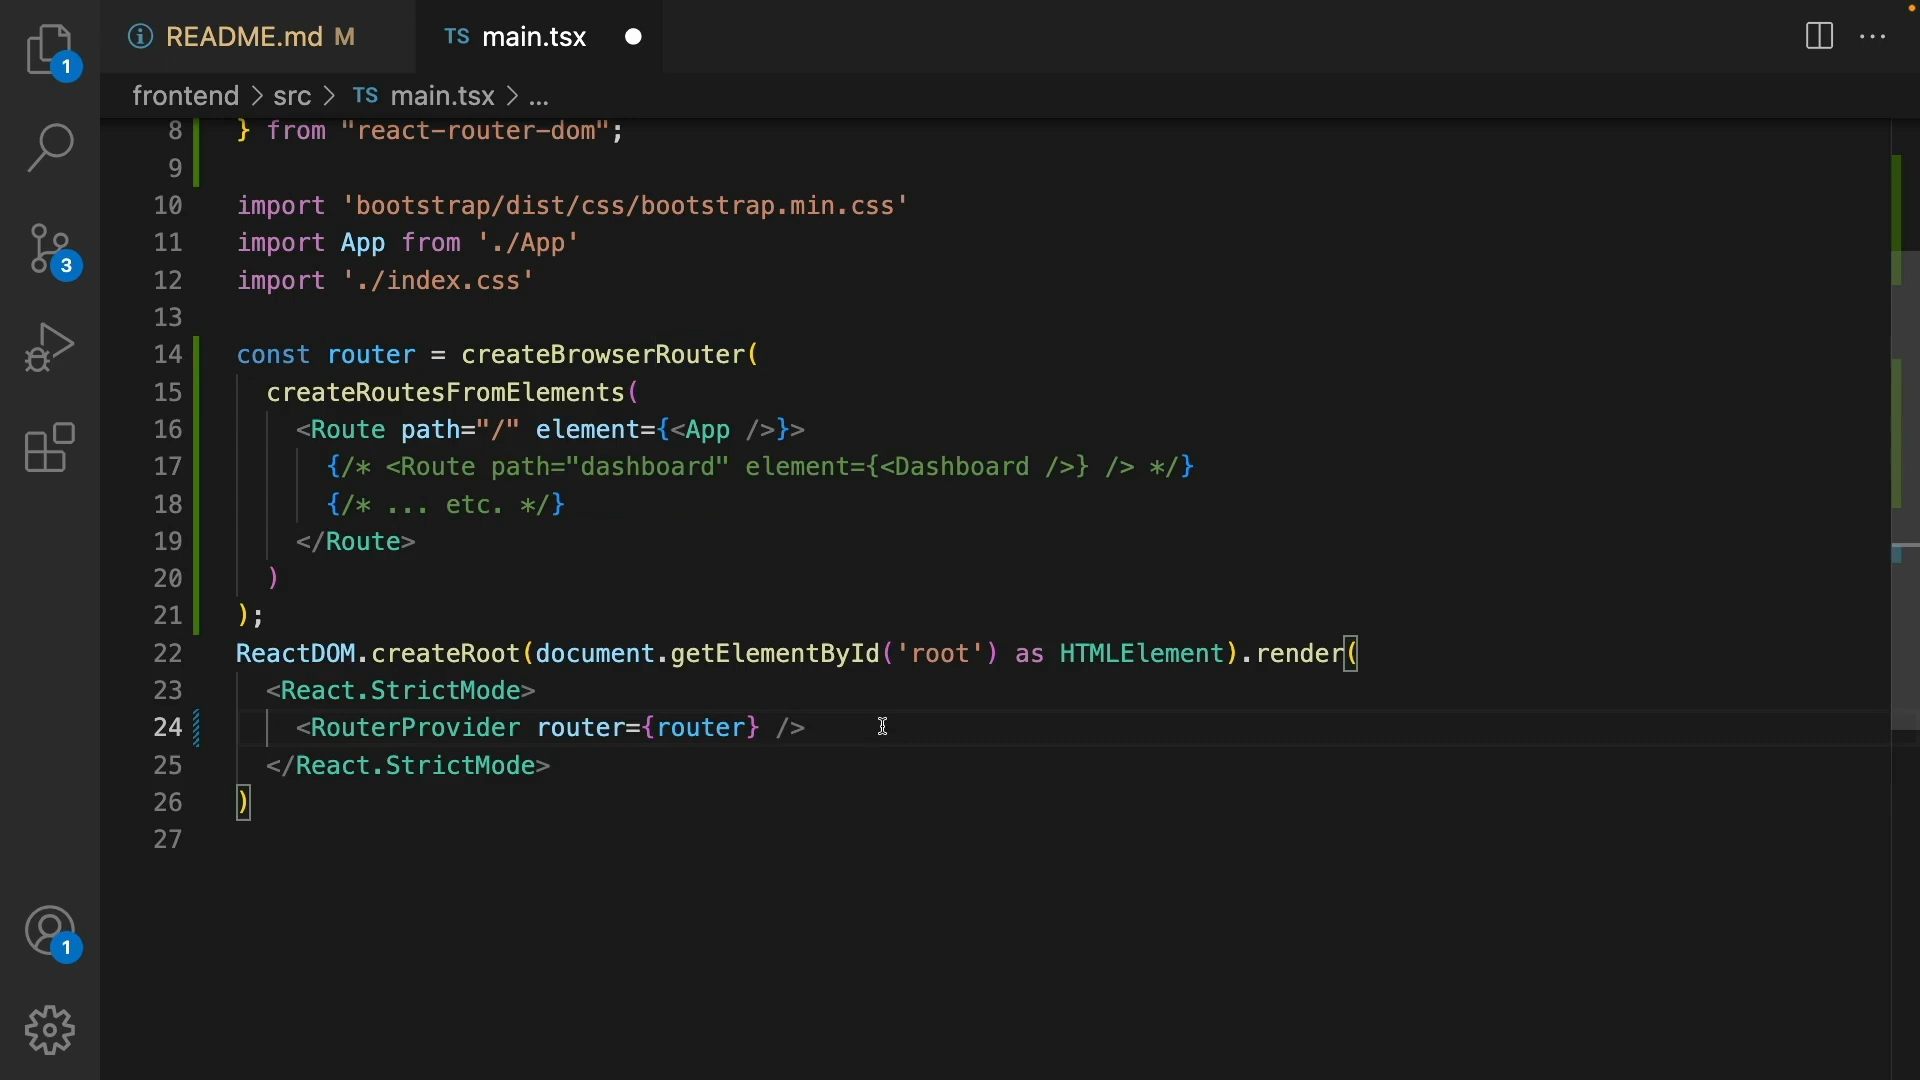 README.md M
TS main.tsx
frontend > src > TS main.tsx > ...
1
3
1
8 } from "react-router-dom";
9
10 import 'bootstrap/dist/css/bootstrap.min.css'
11 import App from './App'
12 import './index.css'
13
14 const router = createBrowserRouter(
15 createRoutesFromElements(
16 <Route path="/" element={<App />}>
17 {/* <Route path="dashboard" element={<Dashboard />} /> */}
18 {/* ... etc. */}
19 </Route>
20 )
21 );
22 ReactDOM.createRoot(document.getElementById('root') as HTMLElement).render(
23 <React.StrictMode>
24 <RouterProvider router={router} />
25 </React.StrictMode>
26 )
27